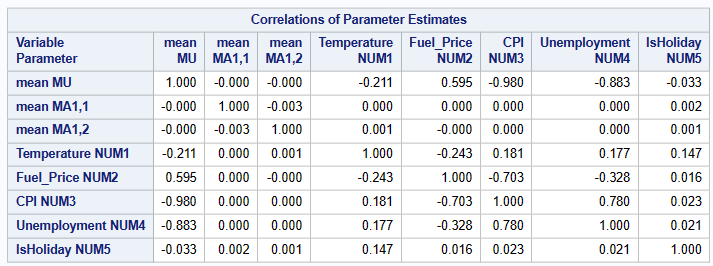 Correlations of Parameter Estimates
Variable mean mean mean Temperature Fuel_Price CPI Unemployment IsHoliday
Parameter MU MA1,1 MA1,2 NUM1 NUM2 NUM3 NUM4 NUM5
mean MU 1.000 -0.000 -0.000 -0.211 0.595 -0.980 -0.883 -0.033
mean MA1,1 -0.000 1.000 -0.003 0.000 0.000 0.000 0.000 0.002
mean MA1,2 -0.000 -0.003 1.000 0.001 -0.000 0.000 0.000 0.001
Temperature NUM1 -0.211 0.000 0.001 1.000 -0.243 0.181 0.177 0.147
Fuel_Price NUM2 0.595 0.000 -0.000 -0.243 1.000 -0.703 -0.328 0.016
CPI NUM3 -0.980 0.000 0.000 0.181 -0.703 1.000 0.780 0.023
Unemployment NUM4 -0.883 0.000 0.000 0.177 -0.328 0.780 1.000 0.021
IsHoliday NUM5 -0.033 0.002 0.001 0.147 0.016 0.023 0.021 1.000